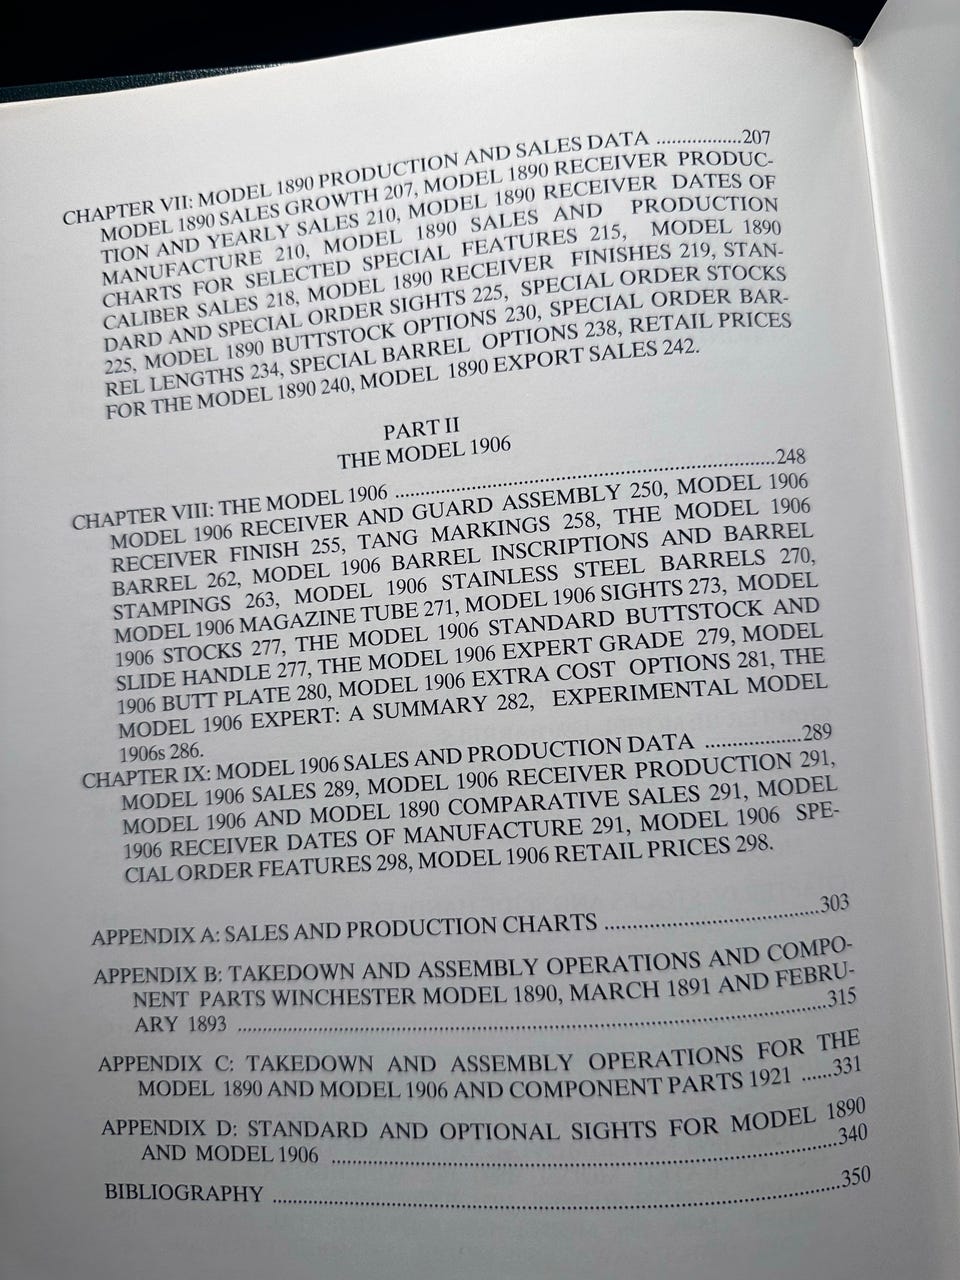 CHAPTER VII: MODEL 1890 PRODUCTION AND SALES DATA ................207
MODEL 1890 SALES GROWTH 207, MODEL 1890 RECEIVER PRODUC-
TION AND YEARLY SALES 210, MODEL 1890 RECEIVER DATES OF
MANUFACTURE 210, MODEL 1890 SALES AND PRODUCTION
CHARTS FOR SELECTED SPECIAL FEATURES 215, MODEL 1890
CALIBER SALES 218, MODEL 1890 RECEIVER FINISHES 219, STAN-
DARD AND SPECIAL ORDER SIGHTS 225, SPECIAL ORDER STOCKS
225, MODEL 1890 BUTTSTOCK OPTIONS 230, SPECIAL ORDER BAR-
REL LENGTHS 234, SPECIAL BARREL OPTIONS 238, RETAIL PRICES
FOR THE MODEL 1890 240, MODEL 1890 EXPORT SALES 242.
PART II
THE MODEL 1906
CHAPTER VIII: THE MODEL 1906 ........................................................................248
MODEL 1906 RECEIVER AND GUARD ASSEMBLY 250, MODEL 1906
RECEIVER FINISH 255, TANG MARKINGS 258, THE MODEL 1906
BARREL 262, MODEL 1906 BARREL INSCRIPTIONS AND BARREL
STAMPINGS 263, MODEL 1906 STAINLESS STEEL BARRELS 270,
MODEL 1906 MAGAZINE TUBE 271, MODEL 1906 SIGHTS 273, MODEL
1906 STOCKS 277, THE MODEL 1906 STANDARD BUTTSTOCK AND
SLIDE HANDLE 277, THE MODEL 1906 EXPERT GRADE 279, MODEL
1906 BUTT PLATE 280, MODEL 1906 EXTRA COST OPTIONS 281, THE
MODEL 1906 EXPERT: A SUMMARY 282, EXPERIMENTAL MODEL
1906s 286.
CHAPTER IX: MODEL 1906 SALES AND PRODUCTION DATA ..................289
MODEL 1906 SALES 289, MODEL 1906 RECEIVER PRODUCTION 291,
MODEL 1906 AND MODEL 1890 COMPARATIVE SALES 291, MODEL
1906 RECEIVER DATES OF MANUFACTURE 291, MODEL 1906 SPE-
CIAL ORDER FEATURES 298, MODEL 1906 RETAIL PRICES 298.
APPENDIX A: SALES AND PRODUCTION CHARTS ........................................303
APPENDIX B: TAKEDOWN AND ASSEMBLY OPERATIONS AND COMPO-
NENT PARTS WINCHESTER MODEL 1890, MARCH 1891 AND FEBRU-
ARY 1893 ................................................................................................................315
APPENDIX C: TAKEDOWN AND ASSEMBLY OPERATIONS FOR THE
MODEL 1890 AND MODEL 1906 AND COMPONENT PARTS 1921 ......331
APPENDIX D: STANDARD AND OPTIONAL SIGHTS FOR MODEL 1890
AND MODEL 1906 ................................................................................................340
BIBLIOGRAPHY ........................................................................................................350